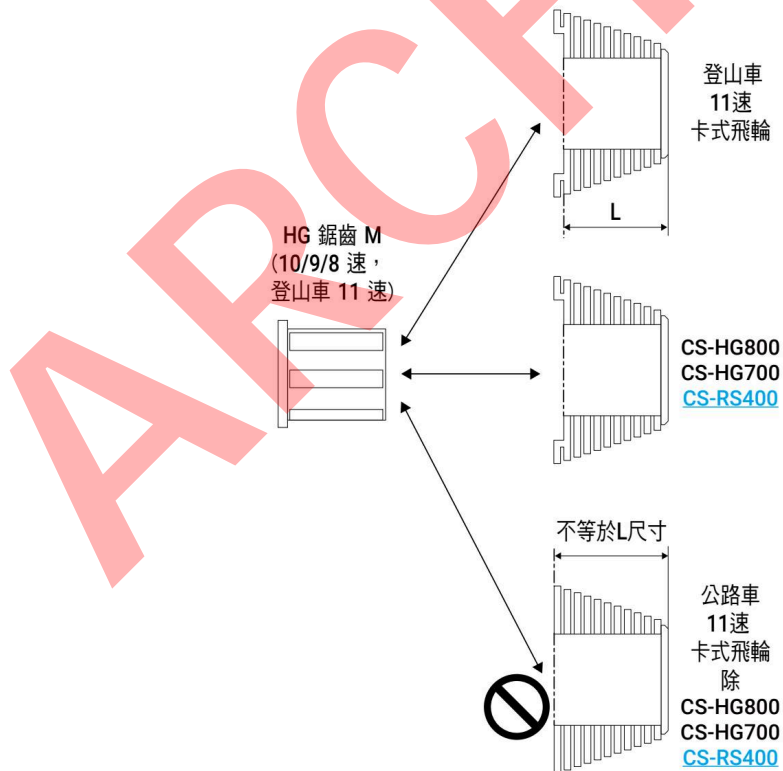 登山車
11速
卡式飛輪
L
HG 鋸齒 M
(10/9/8 速，
登山車 11 速)
CS-HG800
CS-HG700
CS-RS400
不等於L尺寸
公路車
11速
卡式飛輪
除
CS-HG800
CS-HG700
CS-RS400
ARCH